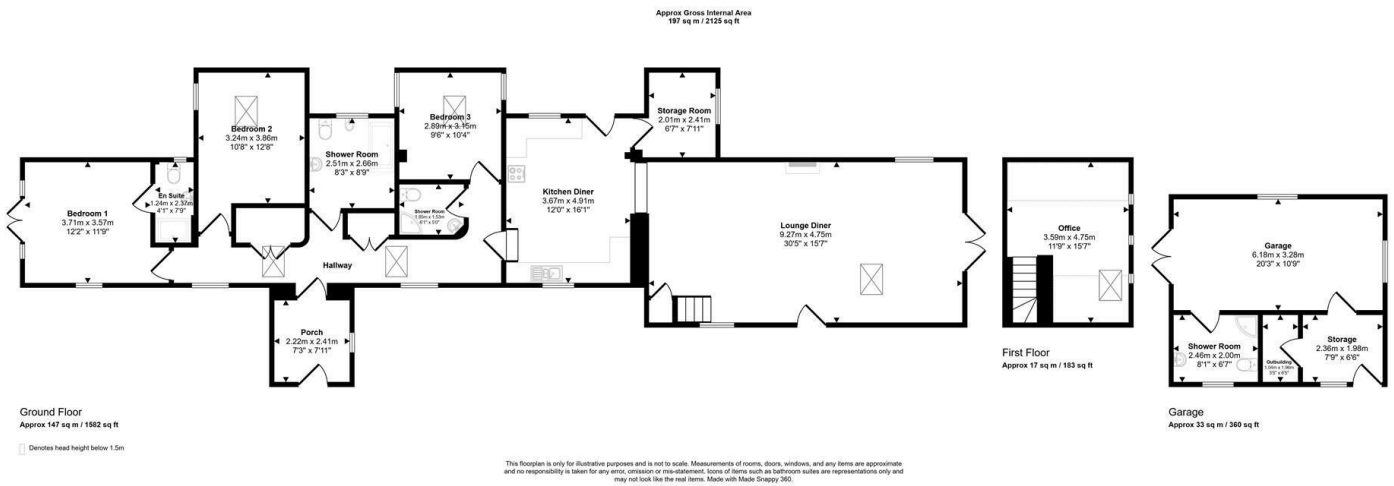 Approx Gross Internal Area
197 sq m / 2125 sq ft
Bedroom 1
3.71m x 3.57m
12'2" x 11'9"
En Suite
1.24m x 2.37m
4'1" x 7'9"
Bedroom 2
3.24m x 3.86m
10'8" x 12'8"
Shower Room
2.51m x 2.66m
8'3" x 8'9"
Bedroom 3
2.89m x 3.15m
9'6" x 10'4"
Shower Room
Hallway
Porch
2.22m x 2.41m
7'3" x 7'11"
Kitchen Diner
3.67m x 4.91m
12'0" x 16'1"
Storage Room
2.01m x 2.41m
6'7" x 7'11"
Lounge Diner
9.27m x 4.75m
30'5" x 15'7"
Office
3.59m x 4.75m
11'9" x 15'7"
Garage
6.18m x 3.28m
20'3" x 10'9"
Shower Room
2.46m x 2.00m
8'1" x 6'7"
Outbuilding
Storage
2.36m x 1.98m
7'9" x 6'6"
Ground Floor
Approx 147 sq m / 1582 sq ft
First Floor
Approx 17 sq m / 183 sq ft
Garage
Approx 33 sq m / 360 sq ft
Denotes head height below 1.5m
This floorplan is only for illustrative purposes and is not to scale. Measurements of rooms, doors, windows, and any items are approximate
and no responsibility is taken for any error, omission or mis-statement. Icons of items such as bathroom suites are representations only and
may not look like the real items. Made with Made Snappy 360.